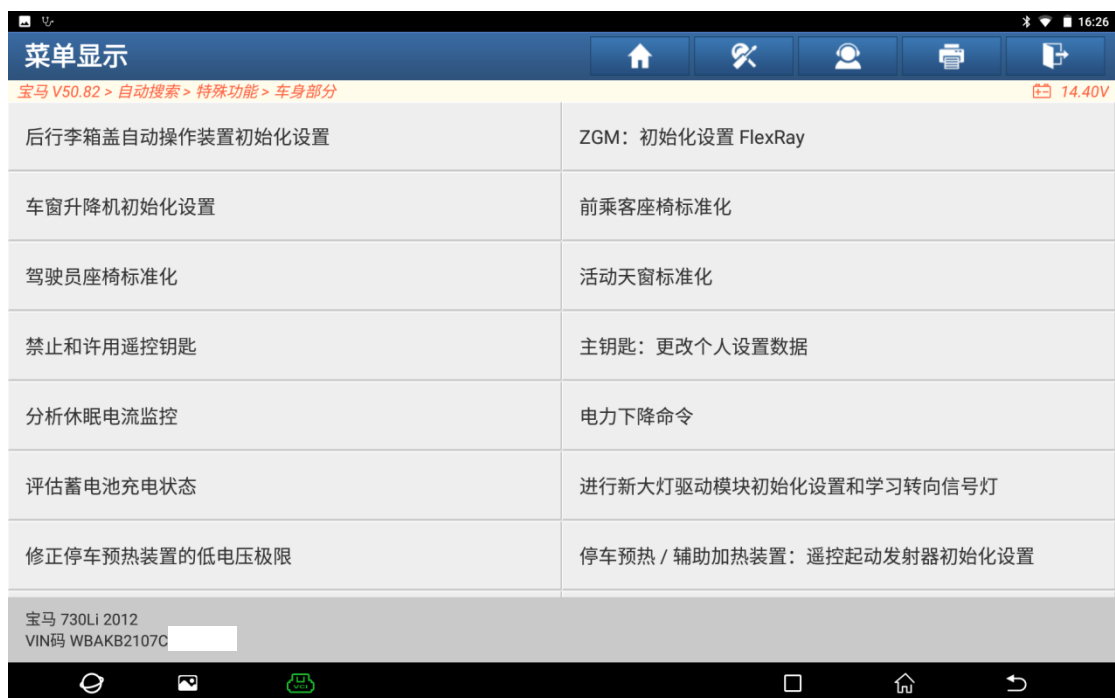 16:26
菜单显示
宝马 V50.82 > 自动搜索 > 特殊功能 > 车身部分
14.40V
后行李箱盖自动操作装置初始化设置
ZGM：初始化设置 FlexRay
车窗升降机初始化设置
前乘客座椅标准化
驾驶员座椅标准化
活动天窗标准化
禁止和许用遥控钥匙
主钥匙：更改个人设置数据
分析休眠电流监控
电力下降命令
评估蓄电池充电状态
进行新大灯驱动模块初始化设置和学习转向信号灯
修正停车预热装置的低电压极限
停车预热 / 辅助加热装置：遥控起动发射器初始化设置
宝马 730Li 2012
VIN码 WBAKB2107C
VCI